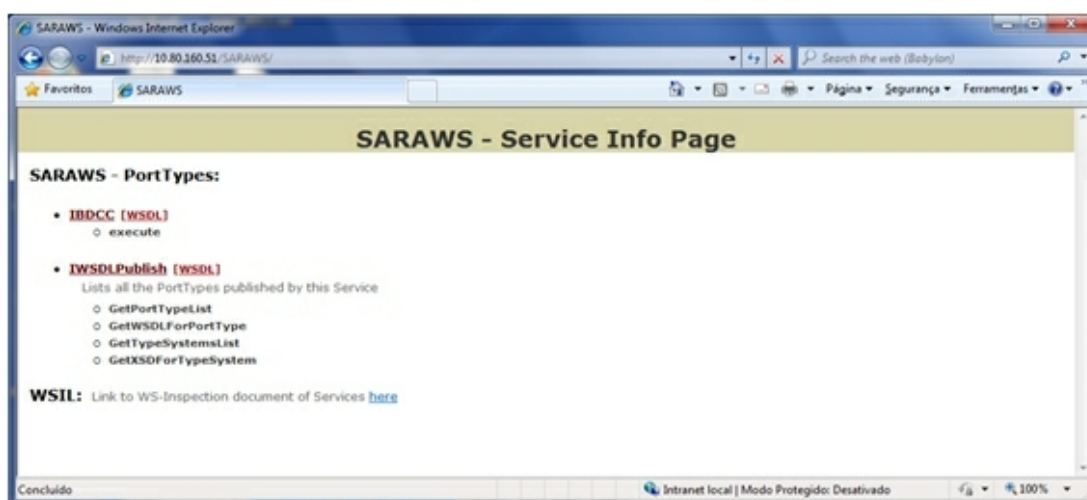 SARAWS - Windows Internet Explorer
http://10.80.160.51/SARAWS/
Search the web (Babylon)
Favoritos SARAWS Página Segurança Ferramentas
SARAWS - Service Info Page
SARAWS - PortTypes:
IBDCC [WSDL]
execute
IWSDLPublish [WSDL]
Lists all the PortTypes published by this Service
GetPortTypeList
GetWSDLForPortType
GetTypeSystemsList
GetXSDForTypeSystem
WSIL: Link to WS-Inspection document of Services here
Concluído Intranet local | Modo Protegido: Desativado 100%